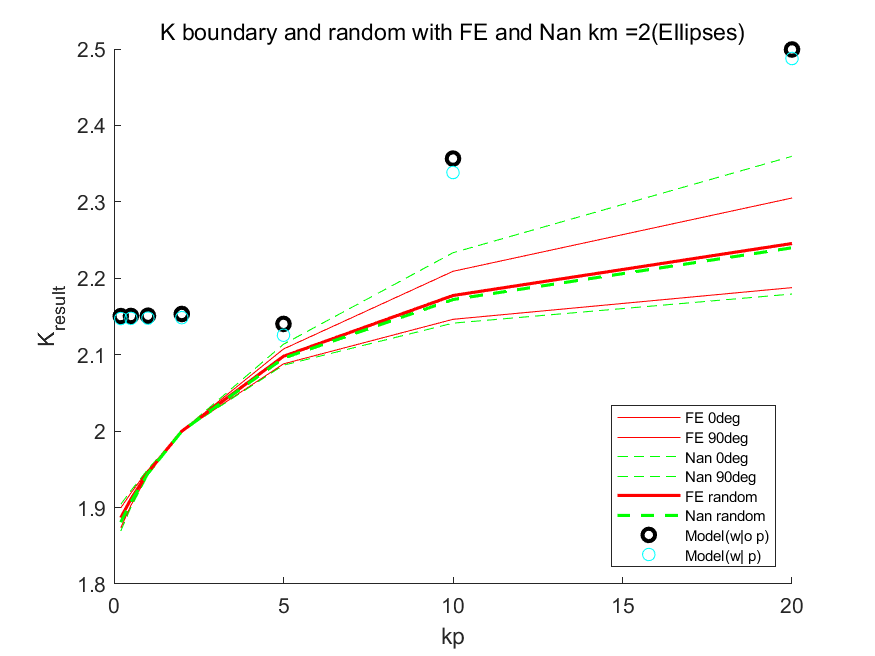 K boundary and random with FE and Nan km =2(Ellipses)
2.5
2.4
2.3
2.2
2.1
2
1.9
1.8
K_result
0 5 10 15 20
kp
FE 0deg
FE 90deg
Nan 0deg
Nan 90deg
FE random
Nan random
Model(w|o p)
Model(w| p)